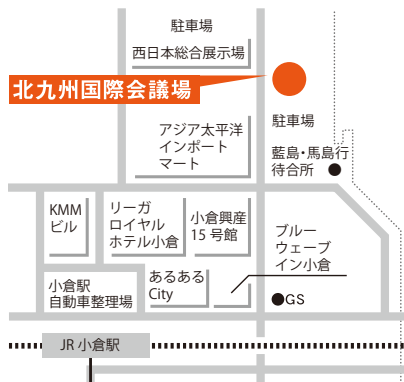 駐車場
西日本総合展示場
北九州国際会議場
アジア太平洋
インポート
マート
駐車場
藍島・馬島行
待合所
KMM
ビル
リーガ
ロイヤル
ホテル小倉
小倉興産
15号館
ブルー
ウェーブ
イン小倉
小倉駅
自動車整理場
あるある
City
GS
JR小倉駅